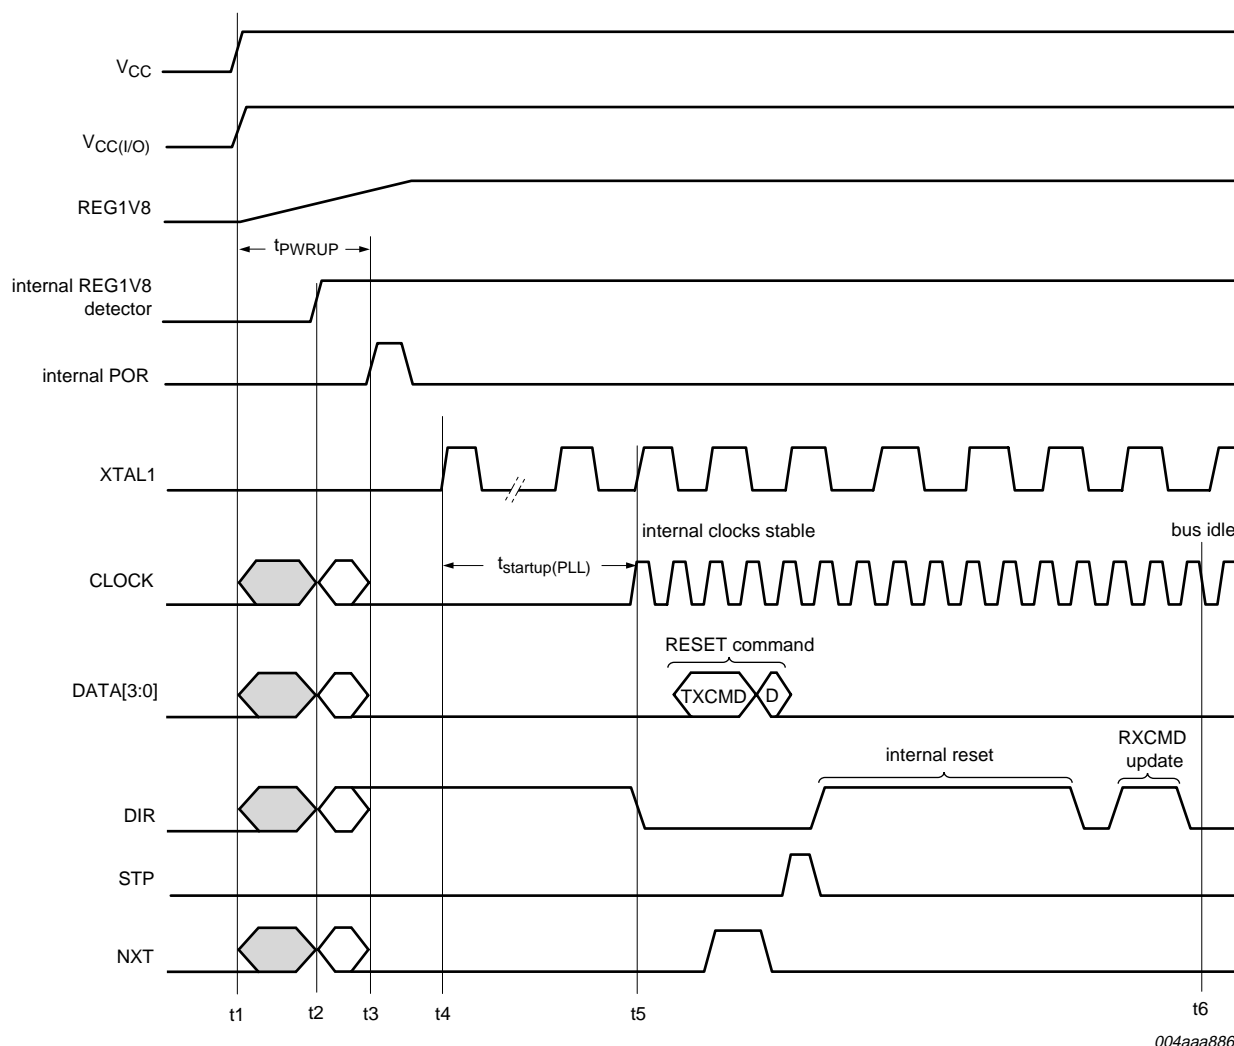 VCC
VCC(I/O)
REG1V8
tPWRUP
internal REG1V8
detector
internal POR
XTAL1
internal clocks stable
bus idle
CLOCK
tstartup(PLL)
RESET command
DATA[3:0]
TXCMD
D
RXCMD
update
internal reset
DIR
STP
NXT
t1
t2
t3
t4
t5
t6
004aaa886